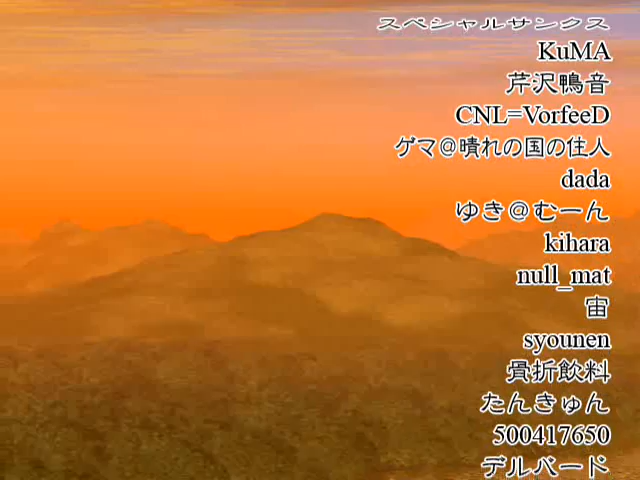 スペシャルサンクス
KuMA
芹沢鴨音
CNL=VorfeeD
ゲマ@晴れの国の住人
dada
ゆき@むーん
kihara
null_mat
宙
syounen
骨折飲料
たんきゅん
500417650
デルバード